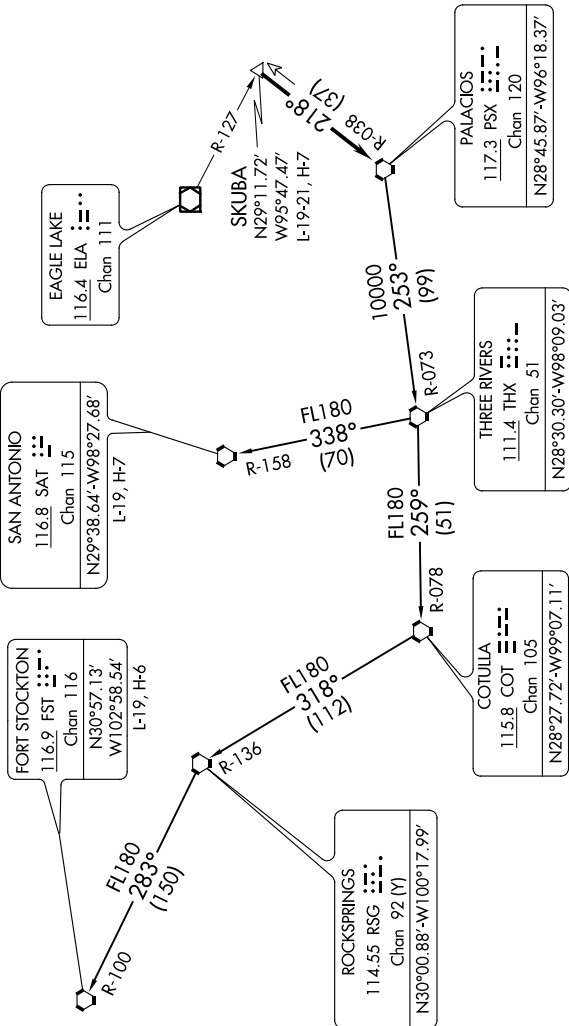 FORT STOCKTON
116.9 FST
Chan 116
N30°57.13'
W102°58.54'
L-19, H-6
SAN ANTONIO
116.8 SAT
Chan 115
N29°38.64'-W98°27.68'
L-19, H-7
EAGLE LAKE
116.4 ELA
Chan 111
R-127
SKUBA
N29°11.72'
W95°47.47'
L-19-21, H-7
218°
(37)
R-038
PALACIOS
117.3 PSX
Chan 120
N28°45.87'-W96°18.37'
10000
253°
(99)
R-073
THREE RIVERS
111.4 THX
Chan 51
N28°30.30'-W98°09.03'
FL180
338°
(70)
R-158
FL180
259°
(51)
R-078
COTULLA
115.8 COT
Chan 105
N28°27.72'-W99°07.11'
FL180
318°
(112)
R-136
ROCKSPRINGS
114.55 RSG
Chan 92 (Y)
N30°00.88'-W100°17.99'
FL180
283°
(150)
R-100